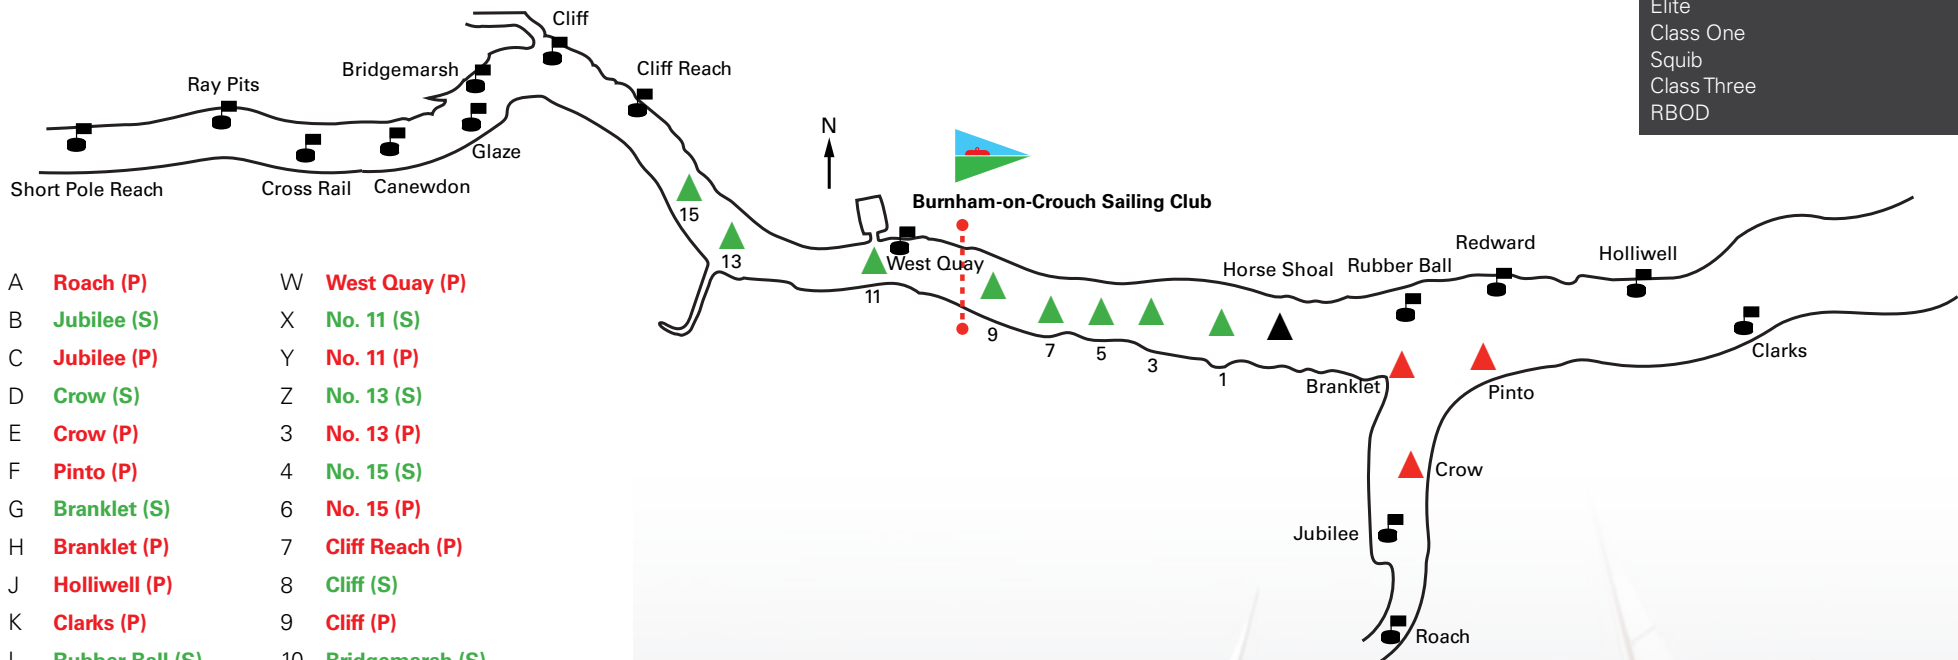 Elite
Class One
Squib
Class Three
RBOD
Cliff
Bridgemarsh
Cliff Reach
Ray Pits
N
Glaze
Short Pole Reach
Cross Rail
Canewdon
Burnham-on-Crouch Sailing Club
15
13
11
West Quay
9
7
5
3
1
Horse Shoal
Rubber Ball
Redward
Holliwell
Clarks
Branklet
Pinto
Crow
Jubilee
Roach
A Roach (P) W West Quay (P)
B Jubilee (S) X No. 11 (S)
C Jubilee (P) Y No. 11 (P)
D Crow (S) Z No. 13 (S)
E Crow (P) 3 No. 13 (P)
F Pinto (P) 4 No. 15 (S)
G Branklet (S) 6 No. 15 (P)
H Branklet (P) 7 Cliff Reach (P)
J Holliwell (P) 8 Cliff (S)
K Clarks (P) 9 Cliff (P)
L Rubber Ball (S) 10 Bridgemarsh (S)